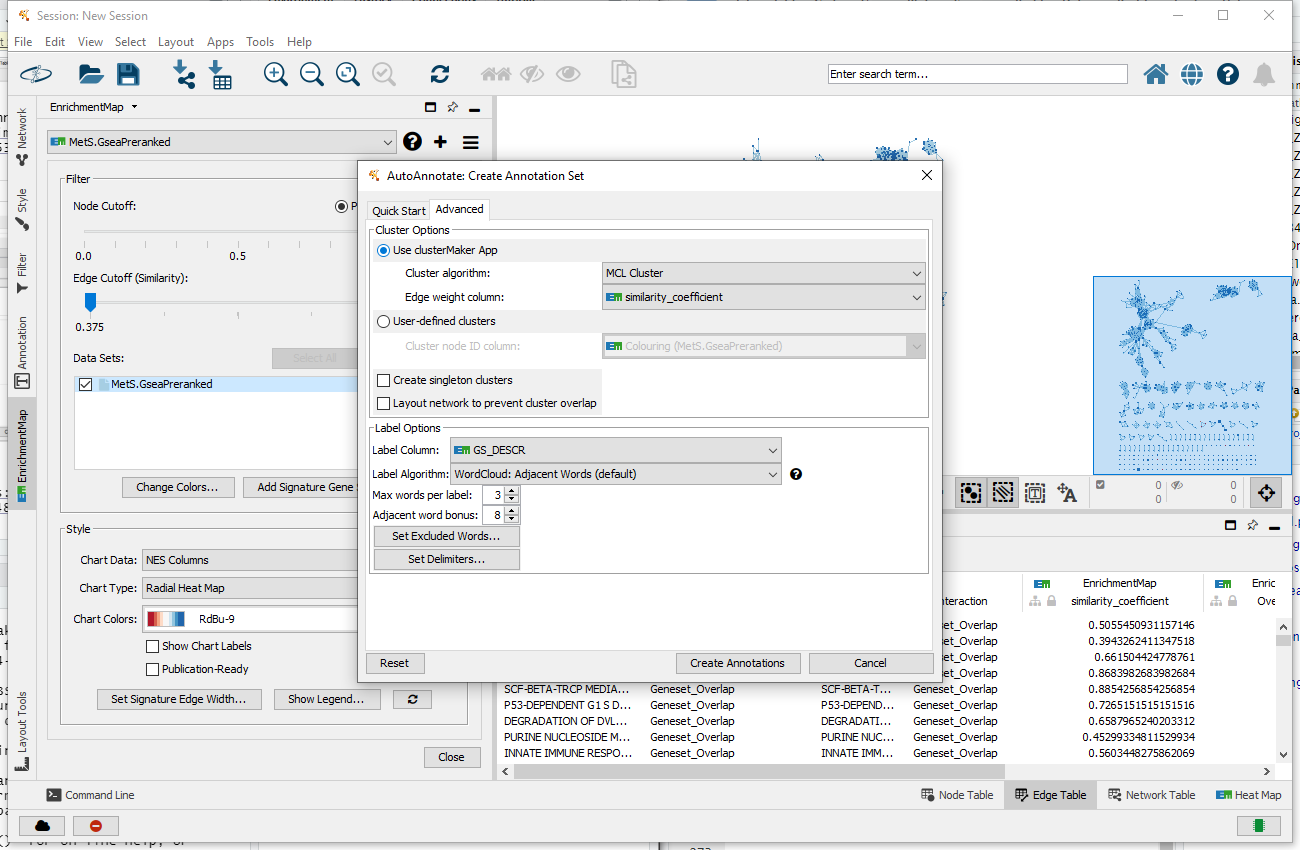 Session: New Session
File Edit View Select Layout Apps Tools Help
Enter search term...
EnrichmentMap
MetS.GseaPreranked
Network
Style
Filter
Annotation
EnrichmentMap
Layout Tools
Filter
Node Cutoff:
P
0.0 0.5
Edge Cutoff (Similarity):
0.375
Data Sets:
Select All
MetS.GseaPreranked
Change Colors...
Add Signature Gene S
Style
Chart Data: NES Columns
Chart Type: Radial Heat Map
Chart Colors: RdBu-9
Show Chart Labels
Publication-Ready
Set Signature Edge Width...
Show Legend...
Close
AutoAnnotate: Create Annotation Set
Quick Start
Advanced
Cluster Options
Use clusterMaker App
Cluster algorithm: MCL Cluster
Edge weight column: similarity_coefficient
User-defined clusters
Cluster node ID column: Colouring (MetS.GseaPreranked)
Create singleton clusters
Layout network to prevent cluster overlap
Label Options
Label Column: GS_DESCR
Label Algorithm: WordCloud: Adjacent Words (default)
Max words per label: 3
Adjacent word bonus: 8
Set Excluded Words...
Set Delimiters...
Reset
Create Annotations
Cancel
0 0
0 0
nteraction
EnrichmentMap
similarity_coefficient
Enric
Ove
et_Overlap 0.5055450931157146
et_Overlap 0.3943262411347518
et_Overlap 0.661504424778761
et_Overlap 0.8683982683982684
SCF-BETA-TRCP MEDIA... Geneset_Overlap SCF-BETA-T... Geneset_Overlap 0.8854256854256854
P53-DEPENDENT G1 S D... Geneset_Overlap P53-DEPEND... Geneset_Overlap 0.7265151515151516
DEGRADATION OF DVL... Geneset_Overlap DEGRADATI... Geneset_Overlap 0.6587965240203312
PURINE NUCLEOSIDE M... Geneset_Overlap PURINE NUC... Geneset_Overlap 0.45299334811529934
INNATE IMMUNE RESPO... Geneset_Overlap INNATE IMM... Geneset_Overlap 0.5603448275862069
Command Line
Node Table
Edge Table
Network Table
Heat Map